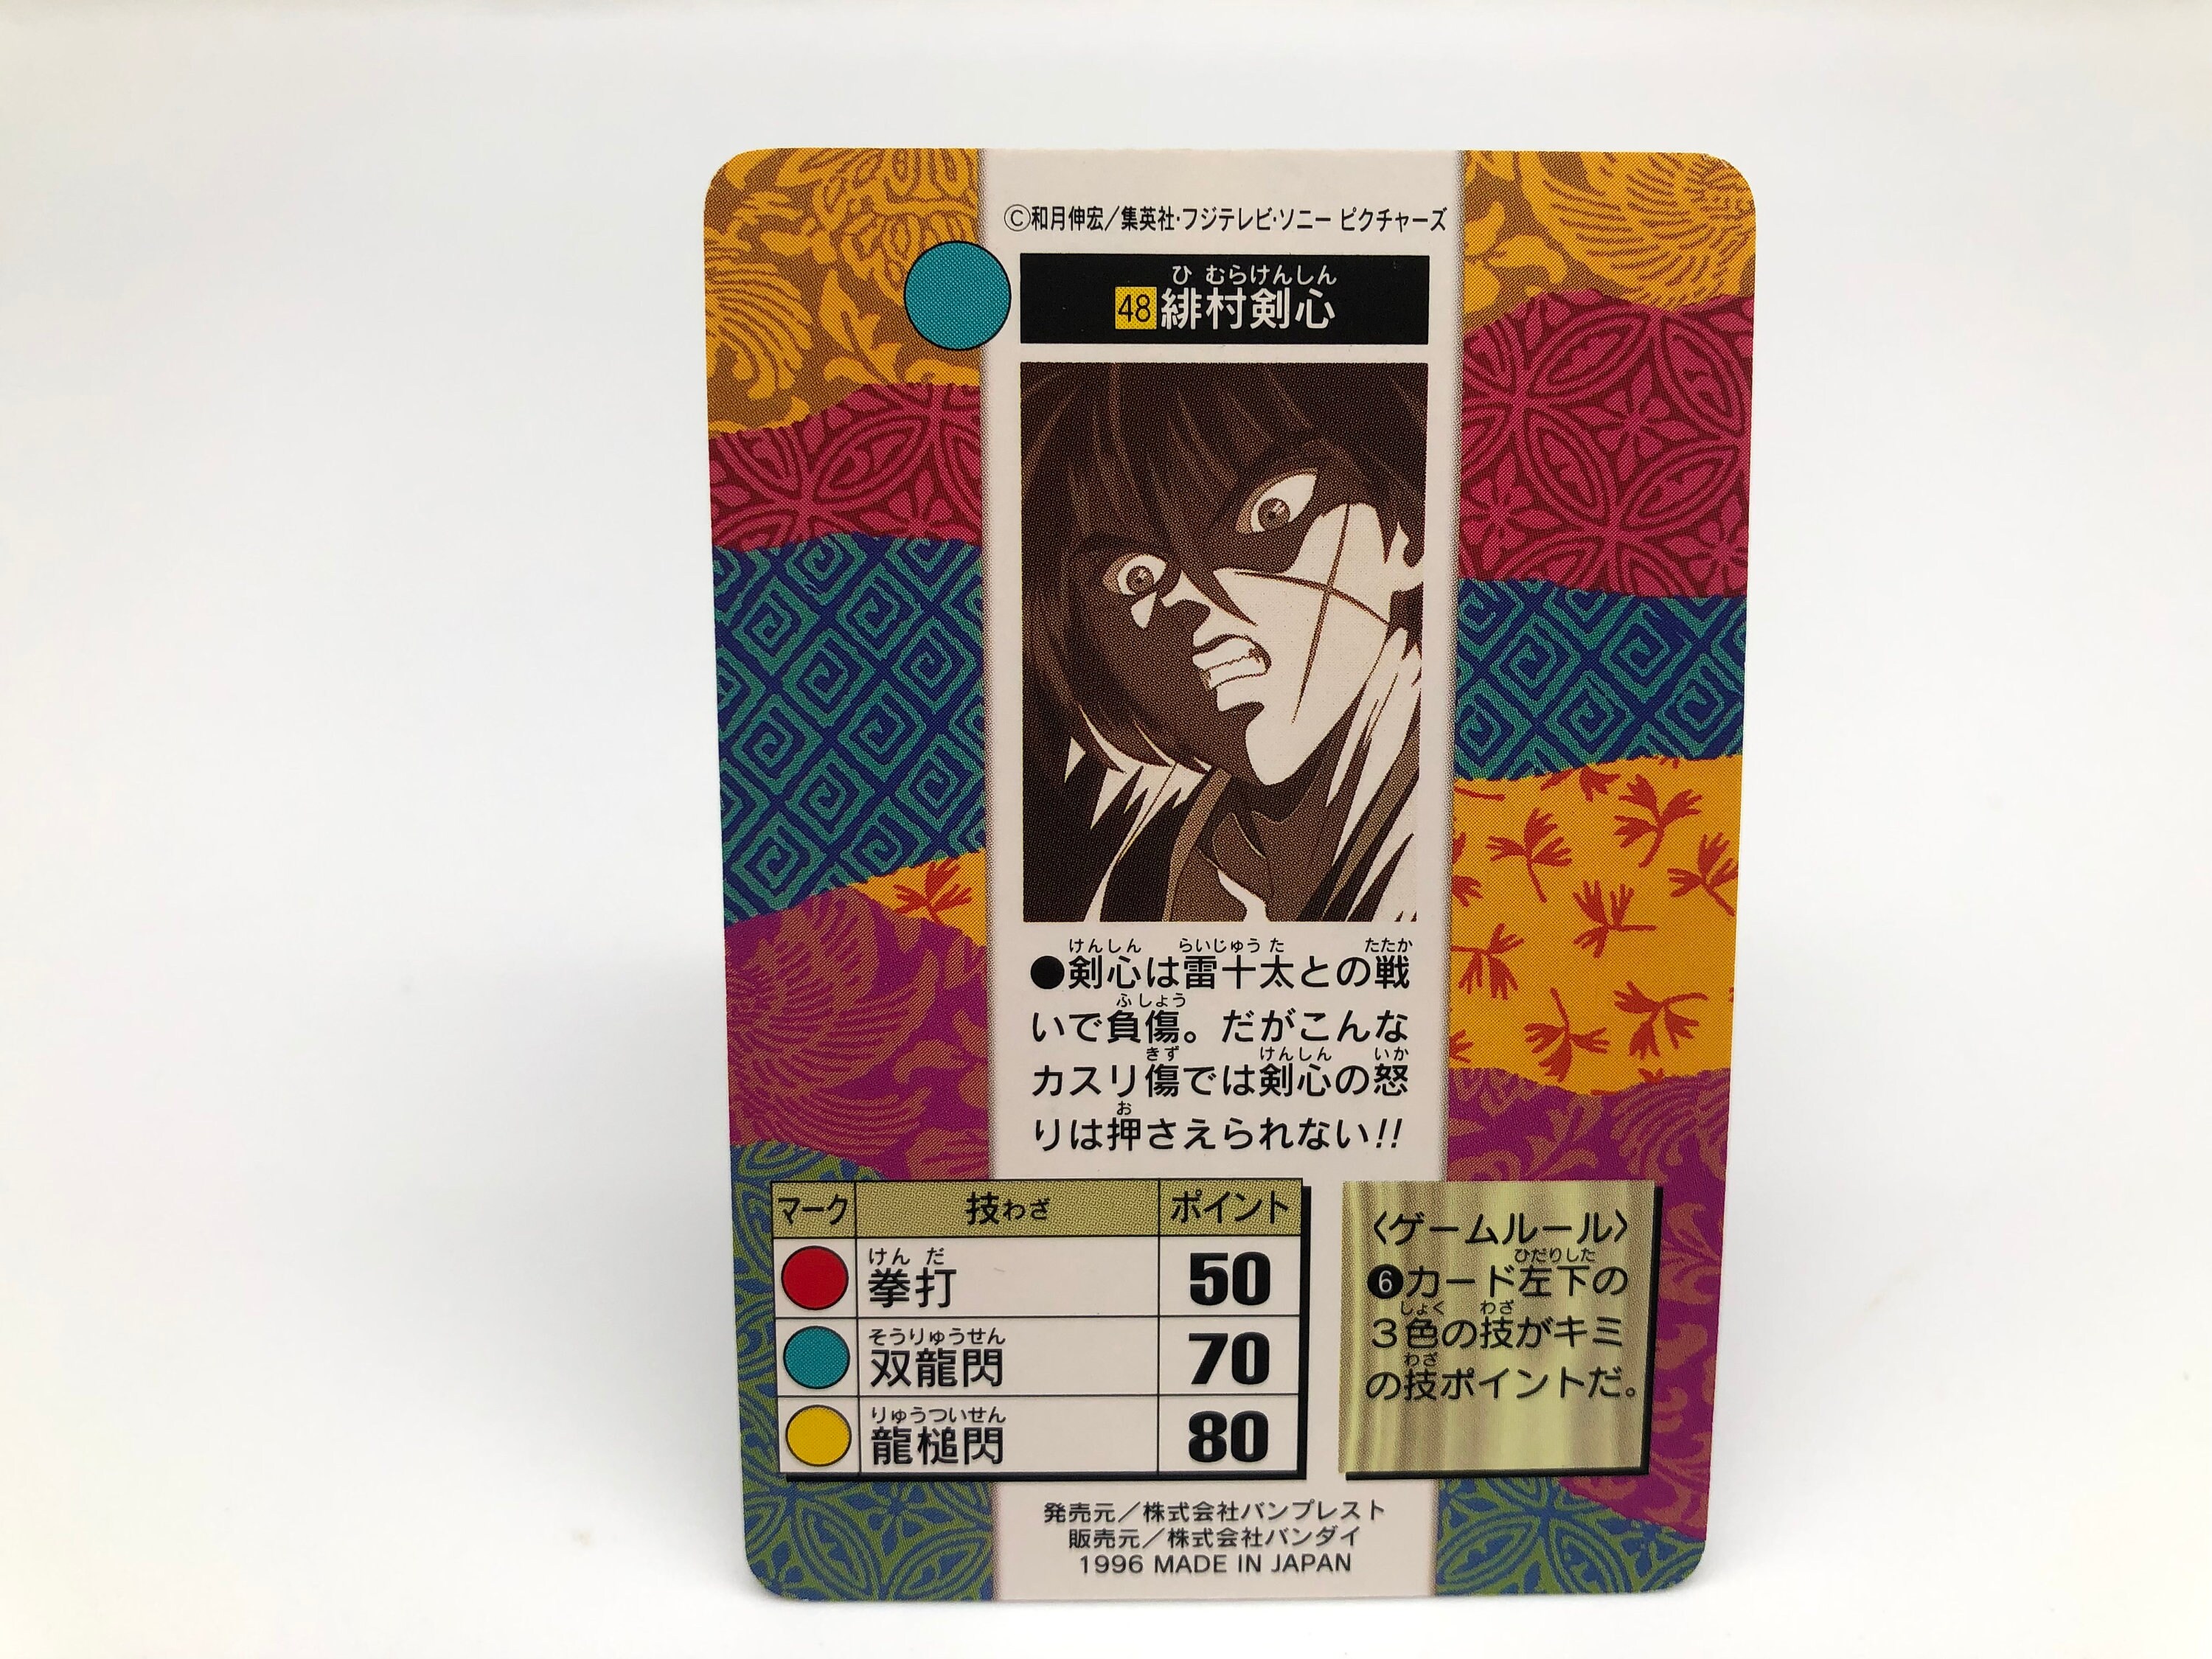 ©和月伸宏／集英社・フジテレビ・ソニー ピクチャーズ
ひ むらけんしん
48緋村剣心
けんしん らいじゅう た たたか
●剣心は雷十太との戦
ふ しょう
いで負傷。だがこんな
きず けんしん いか
カスリ傷では剣心の怒
お
りは押さえられない!!
マーク 技わざ ポイント
けん だ
拳打 50
そうりゅうせん
双龍閃 70
りゅうついせん
龍槌閃 80
〈ゲームルール〉
ひだりした
❻カード左下の
しょく わざ
３色の技がキミ
わざ
の技ポイントだ。
発売元／株式会社バンプレスト
販売元／株式会社バンダイ
1996 MADE IN JAPAN